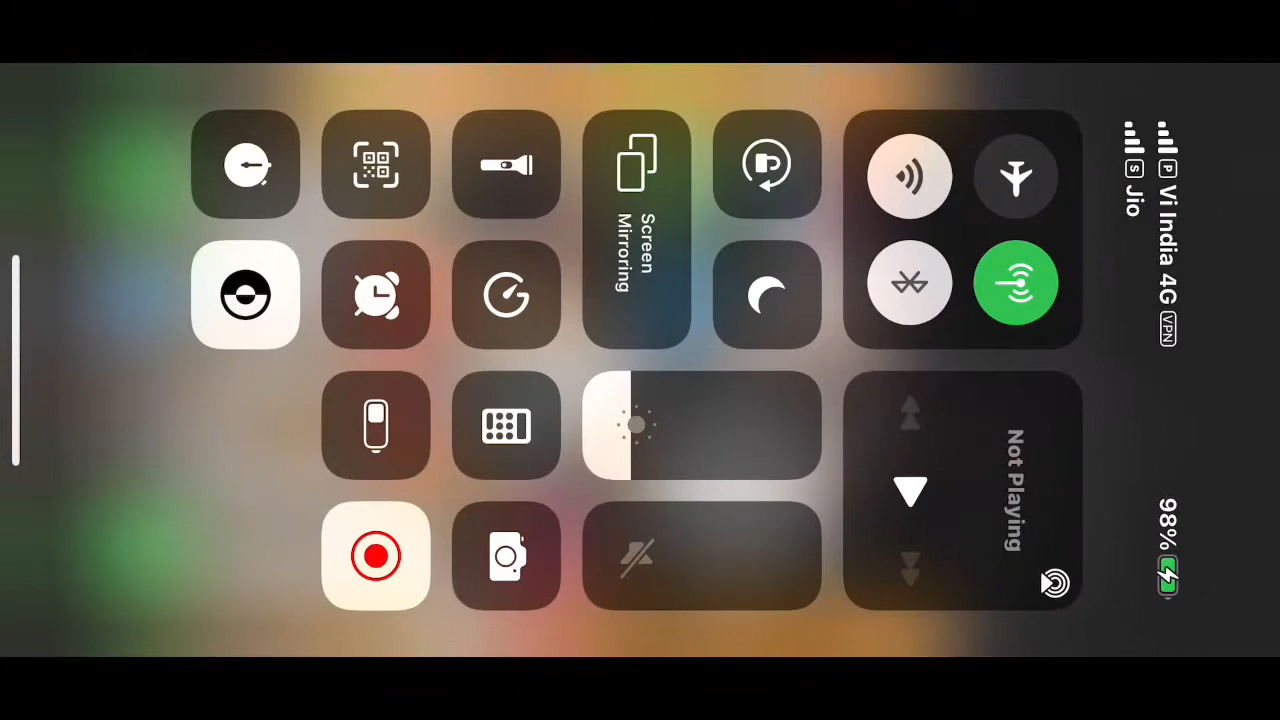 P Vi India 4G VPN
98%
S Jio
Not Playing
Screen
Mirroring